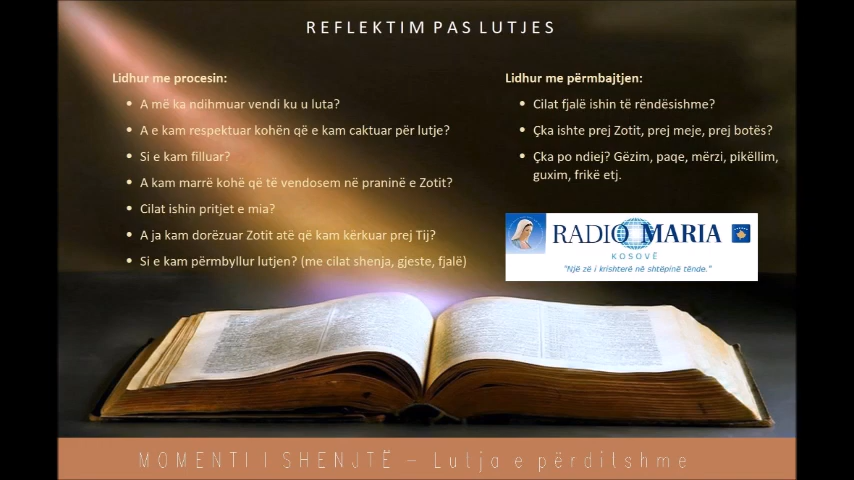 REFLEKTIM PAS LUTJES
Lidhur me procesin:
• A më ka ndihmuar vendi ku u luta?
• A e kam respektuar kohën që e kam caktuar për lutje?
• Si e kam filluar?
• A kam marrë kohë që të vendosem në praninë e Zotit?
• Cilat ishin pritjet e mia?
• A ja kam dorëzuar Zotit atë që kam kërkuar prej Tij?
• Si e kam përmbyllur lutjen? (me cilat shenja, gjeste, fjalë)
Lidhur me përmbajtjen:
• Cilat fjalë ishin të rëndësishme?
• Çka ishte prej Zotit, prej meje, prej botës?
• Çka po ndiej? Gëzim, paqe, mërzi, pikëllim,
guxim, frikë etj.
RADIO MARIA
KOSOVË
"Një zë i krishterë në shtëpinë tënde."
MOMENTI I SHENJTË – Lutja e përditshme